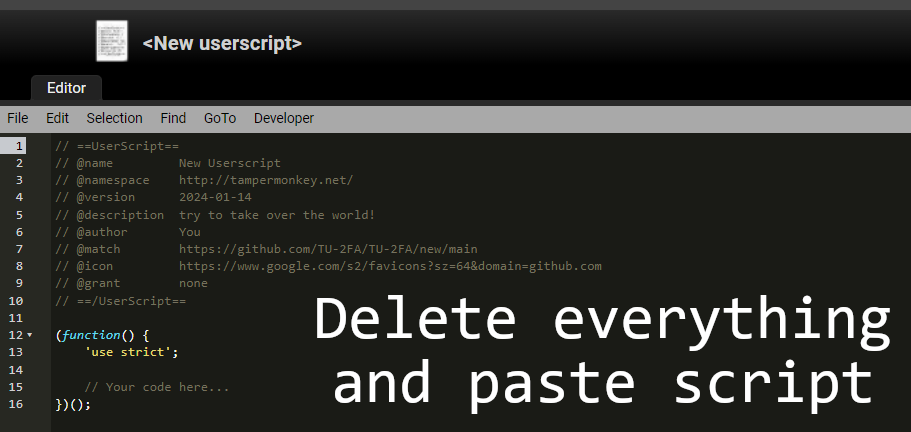 <New userscript>
Editor
File Edit Selection Find GoTo Developer
1 // ==UserScript==
2 // @name New Userscript
3 // @namespace http://tampermonkey.net/
4 // @version 2024-01-14
5 // @description try to take over the world!
6 // @author You
7 // @match https://github.com/TU-2FA/TU-2FA/new/main
8 // @icon https://www.google.com/s2/favicons?sz=64&domain=github.com
9 // @grant none
10 // ==/UserScript==
11
12 (function() {
13 'use strict';
14
15 // Your code here...
16 })();
Delete everything
and paste script